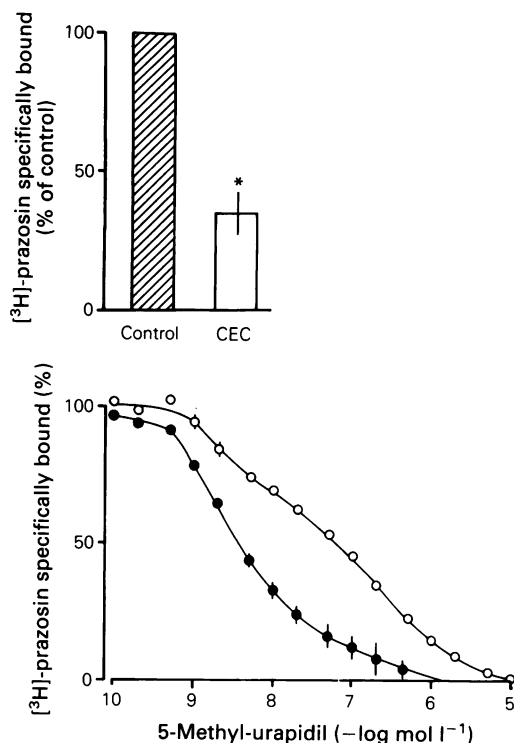 [³H]-prazosin specifically bound
(% of control)
100
50
0
*
Control CEC
[³H]-prazosin specifically bound (%)
100
50
0
10 9 8 7 6 5
5-Methyl-urapidil (−log mol l⁻¹)